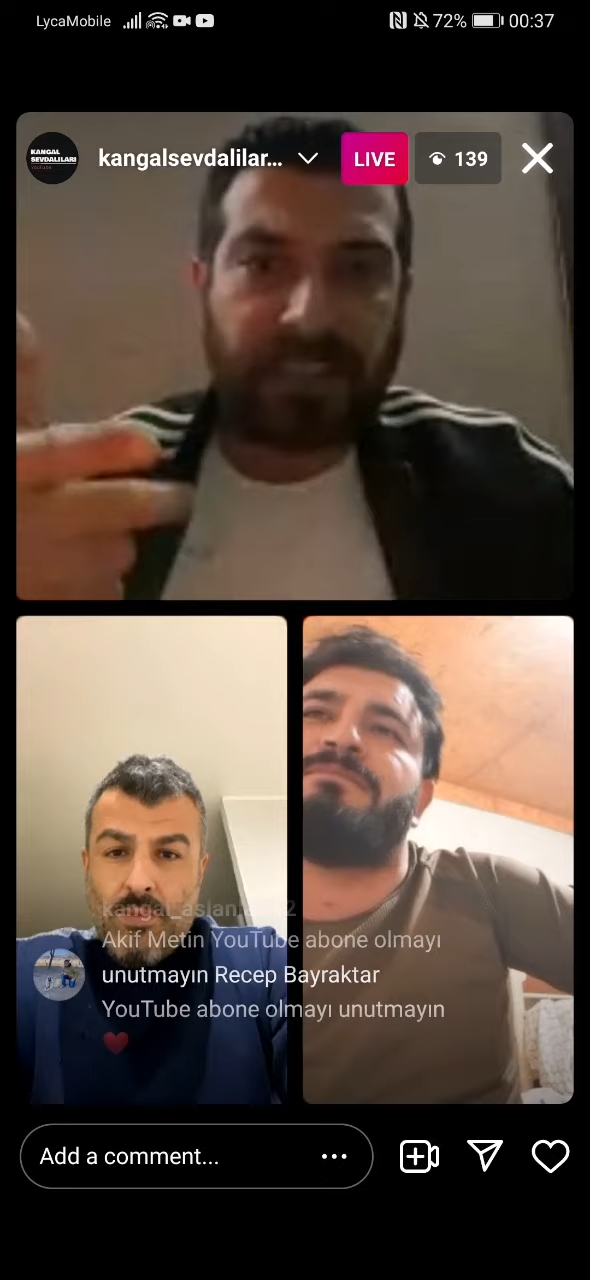 LycaMobile 72% 00:37
KANGAL
SEVDALILARI
YouTube
kangalsevdalilar... LIVE 139
Akif Metin YouTube abone olmayı
unutmayın Recep Bayraktar
YouTube abone olmayı unutmayın
Add a comment...